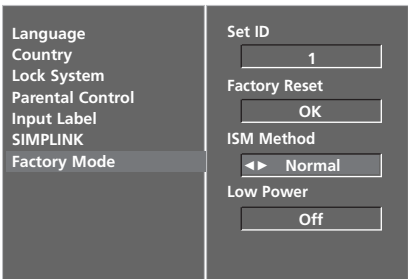 Language
Country
Lock System
Parental Control
Input Label
SIMPLINK
Factory Mode
Set ID
1
Factory Reset
OK
ISM Method
◄► Normal
Low Power
Off